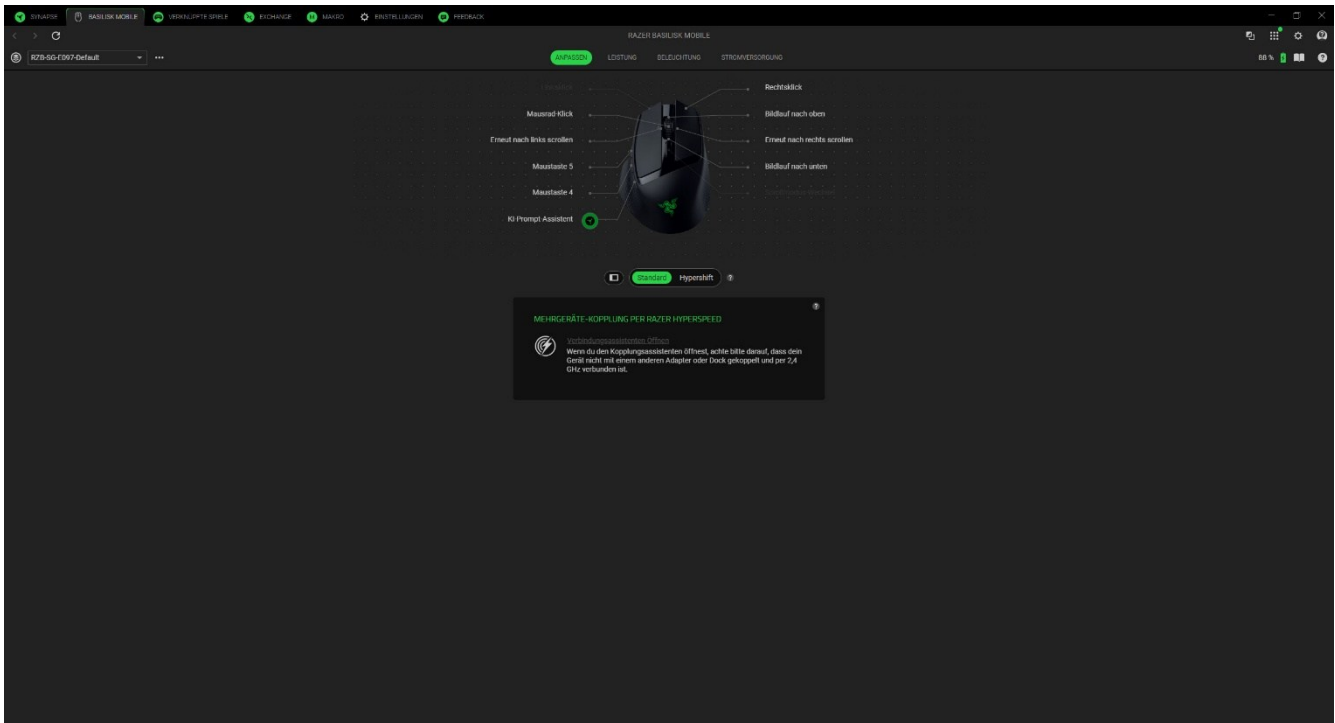 SYNAPSE
BASILISK MOBILE
VERKNÜPFTE SPIELE
EXCHANGE
MAKRO
EINSTELLUNGEN
FEEDBACK
RAZER BASILISK MOBILE
RZB-SG-E097-Default
ANPASSEN
LEISTUNG
BELEUCHTUNG
STROMVERSORGUNG
88 %
Linksklick
Rechtsklick
Mausrad-Klick
Bildlauf nach oben
Erneut nach links scrollen
Erneut nach rechts scrollen
Maustaste 5
Bildlauf nach unten
Maustaste 4
KI-Prompt-Assistent
Standard
Hypershift
MEHRGERÄTE-KOPPLUNG PER RAZER HYPERSPEED
Verbindungsassistenten Öffnen
Wenn du den Kopplungsassistenten öffnest, achte bitte darauf, dass dein
Gerät nicht mit einem anderen Adapter oder Dock gekoppelt und per 2,4
GHz verbunden ist.